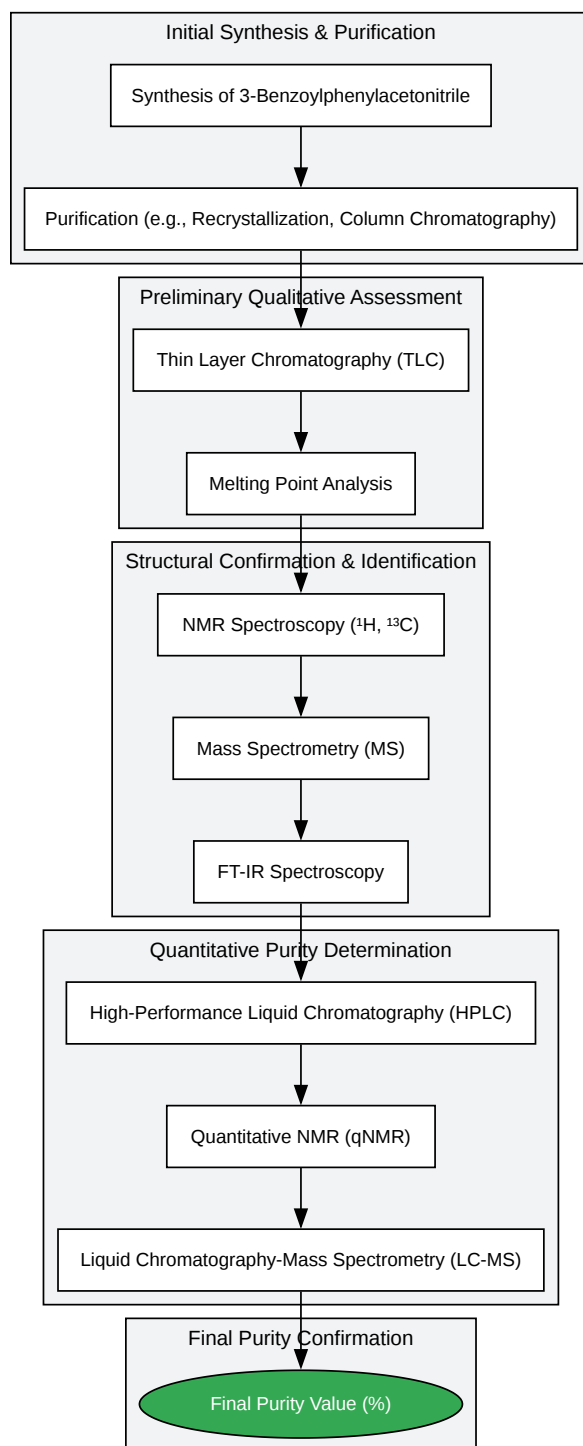 Initial Synthesis & Purification
Synthesis of 3-Benzoylphenylacetonitrile
Purification (e.g., Recrystallization, Column Chromatography)
Preliminary Qualitative Assessment
Thin Layer Chromatography (TLC)
Melting Point Analysis
Structural Confirmation & Identification
NMR Spectroscopy (¹H, ¹³C)
Mass Spectrometry (MS)
FT-IR Spectroscopy
Quantitative Purity Determination
High-Performance Liquid Chromatography (HPLC)
Quantitative NMR (qNMR)
Liquid Chromatography-Mass Spectrometry (LC-MS)
Final Purity Confirmation
Final Purity Value (%)